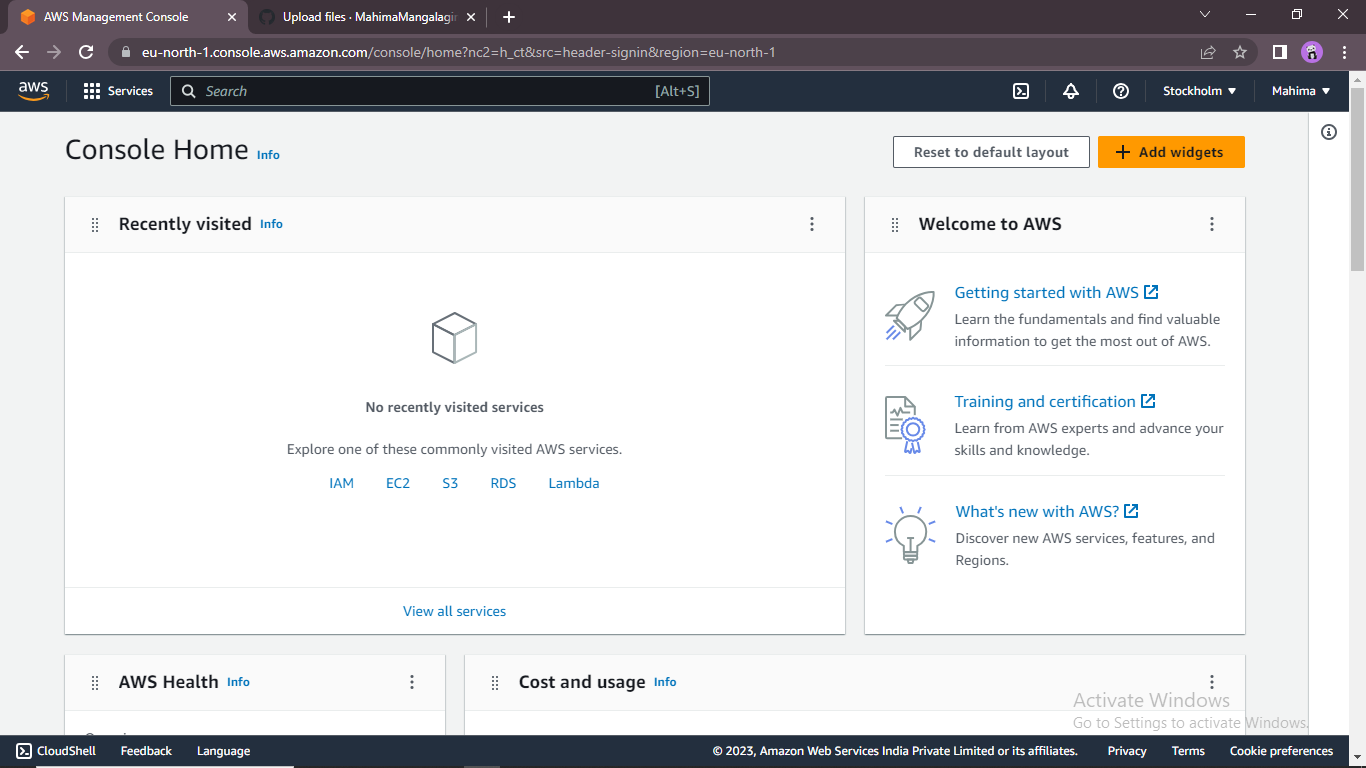 AWS Management Console
Upload files · MahimaMangalagir
eu-north-1.console.aws.amazon.com/console/home?nc2=h_ct&src=header-signin&region=eu-north-1
aws
Services
Search
[Alt+S]
Stockholm
Mahima
Console Home Info
Reset to default layout
Add widgets
Recently visited Info
No recently visited services
Explore one of these commonly visited AWS services.
IAM EC2 S3 RDS Lambda
View all services
Welcome to AWS
Getting started with AWS
Learn the fundamentals and find valuable
information to get the most out of AWS.
Training and certification
Learn from AWS experts and advance your
skills and knowledge.
What's new with AWS?
Discover new AWS services, features, and
Regions.
AWS Health Info
Cost and usage Info
Activate Windows
Go to Settings to activate Windows.
CloudShell
Feedback
Language
© 2023, Amazon Web Services India Private Limited or its affiliates.
Privacy
Terms
Cookie preferences